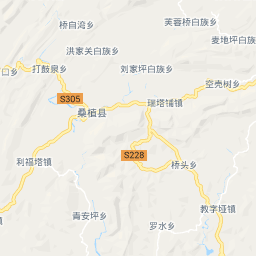 芙蓉桥白族乡
桥自湾乡
麦地坪白族乡
洪家关白族乡
打鼓泉乡
刘家坪白族乡
口乡
空壳树乡
S305
瑞塔铺镇
桑植县
S228
利福塔镇
桥头乡
教字垭镇
青安坪乡
罗水乡